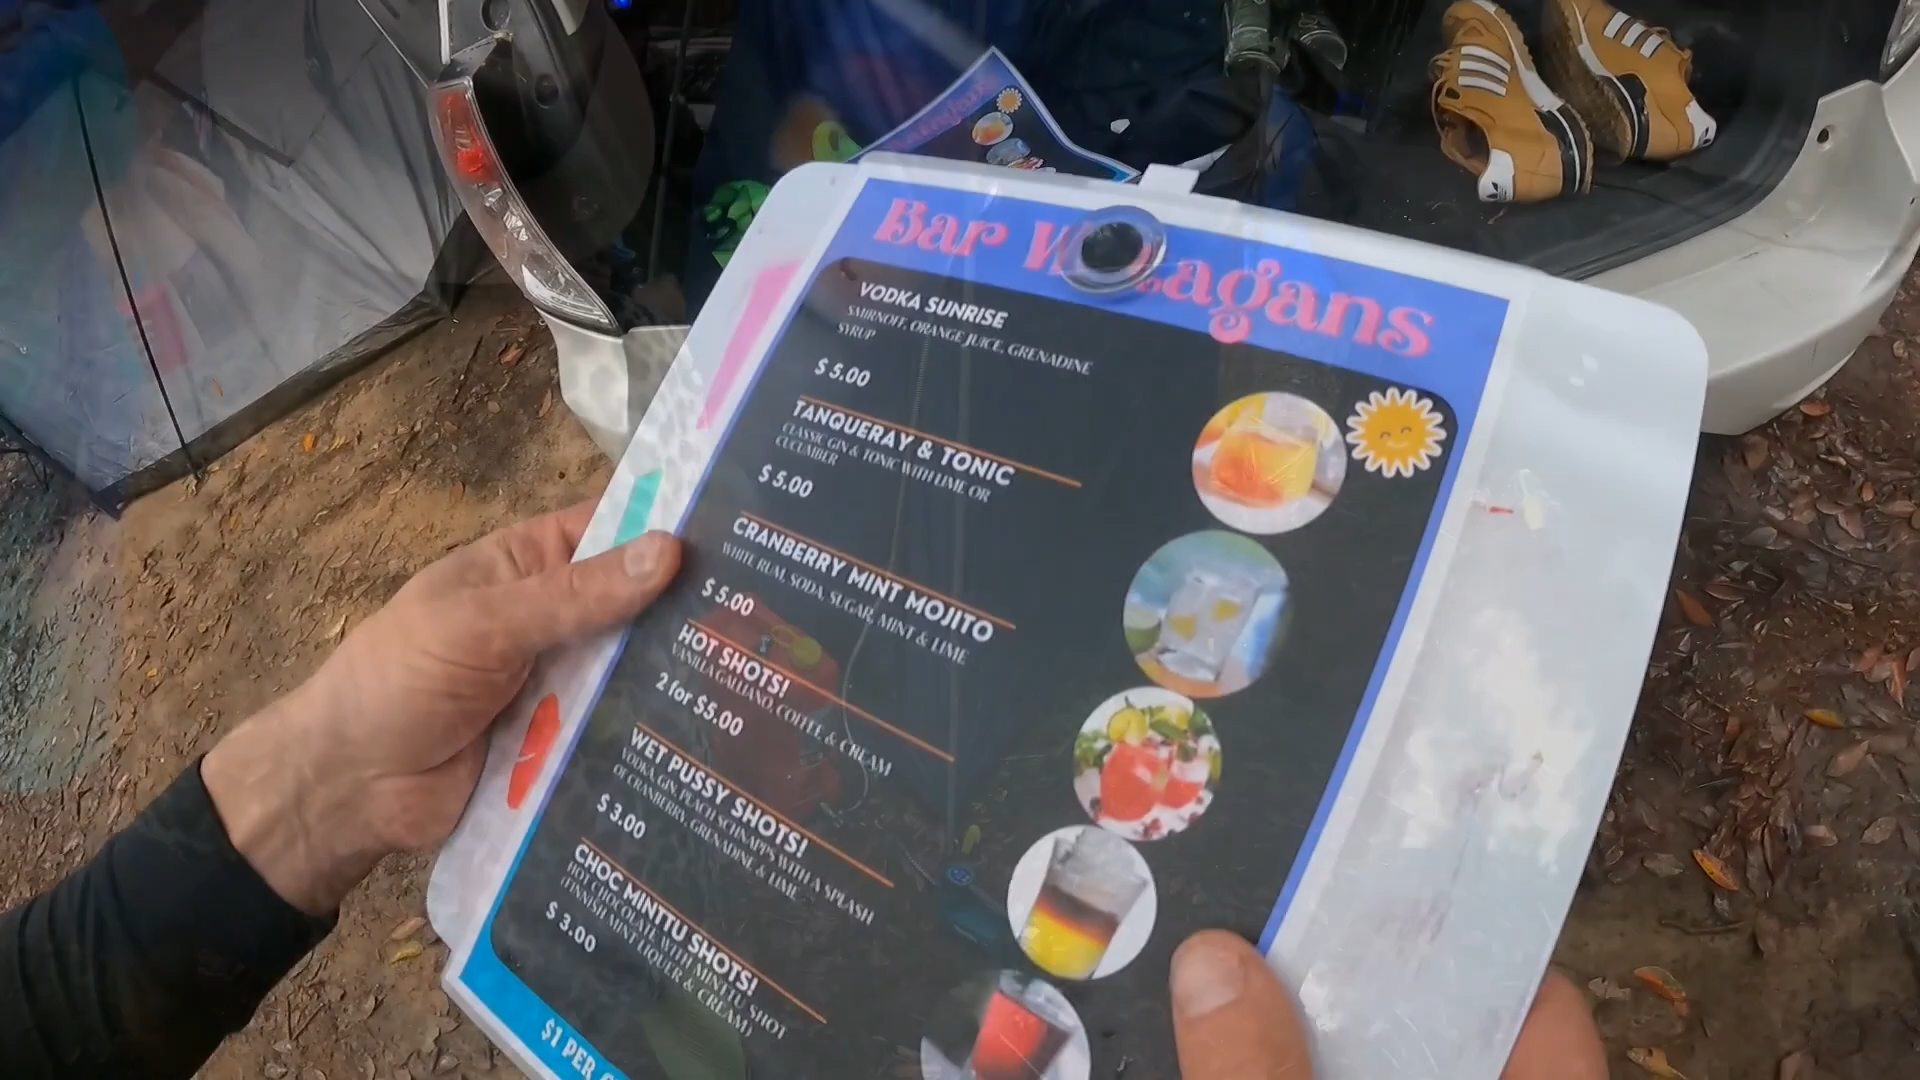 Bar
VODKA SUNRISE
SMIRNOFF, ORANGE JUICE, GRENADINE
SYRUP
$ 5.00
TANQUERAY & TONIC
CLASSIC GIN & TONIC WITH LIME OR
CUCUMBER
$ 5.00
CRANBERRY MINT MOJITO
WHITE RUM, SODA, SUGAR, MINT & LIME
$ 5.00
HOT SHOTS!
VANILLA GALLIANO, COFFEE & CREAM
2 for $5.00
WET PUSSY SHOTS!
VODKA, GIN, PEACH SCHNAPPS WITH A SPLASH
OF CRANBERRY, GRENADINE & LIME
$ 3.00
CHOC MINTTU SHOTS!
HOT CHOCOLATE WITH MINTTU SHOT
(FINNISH MINT LIQUER & CREAM)
$ 3.00
$1 PER